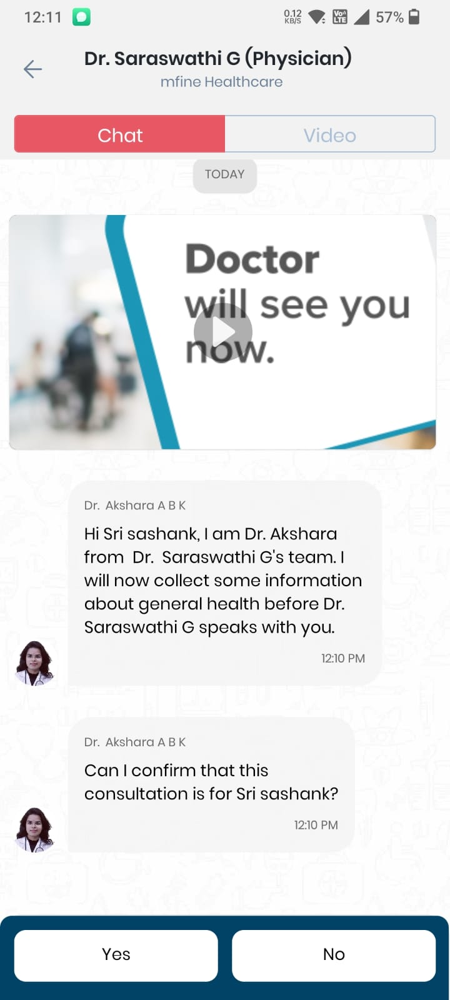 12:11
0.12
KB/S
Vo
LTE
57%
Dr. Saraswathi G (Physician)
mfine Healthcare
Chat
Video
TODAY
Doctor
will see you
now.
Dr.  Akshara A B K
Hi Sri sashank, I am Dr. Akshara
from  Dr.  Saraswathi G's team. I
will now collect some information
about general health before Dr.
Saraswathi G speaks with you.
12:10 PM
Dr.  Akshara A B K
Can I confirm that this
consultation is for Sri sashank?
12:10 PM
Yes
No